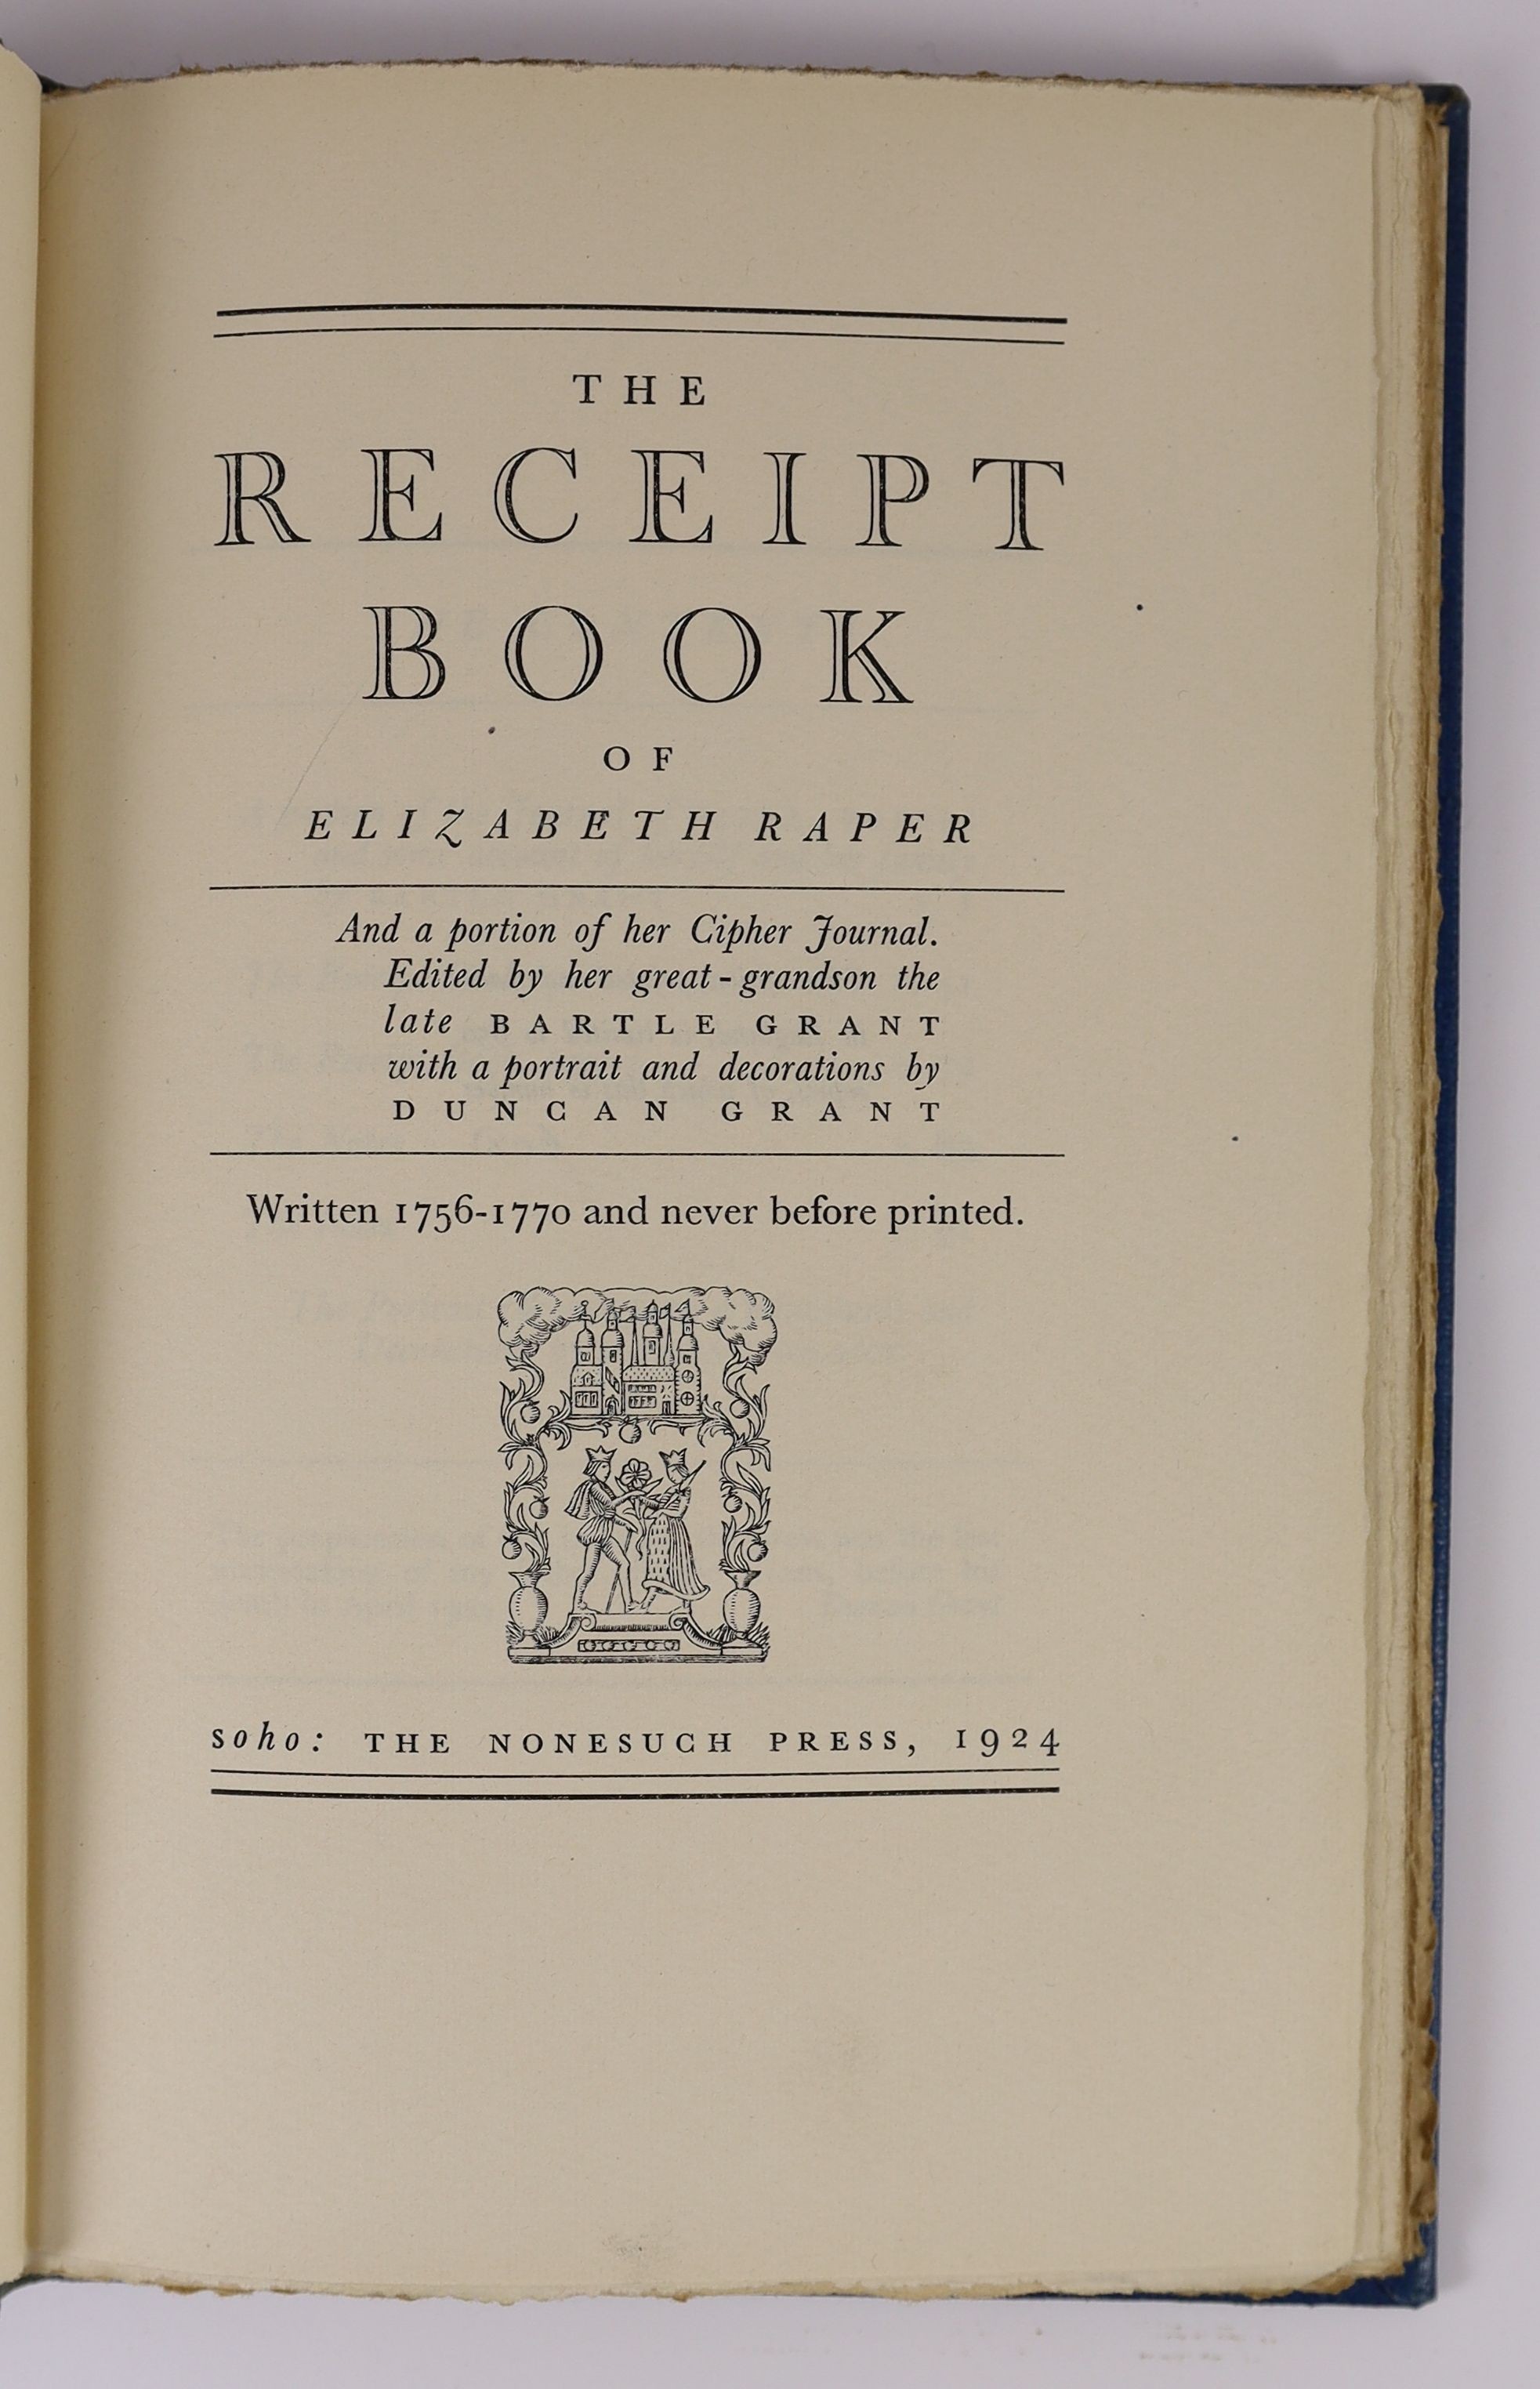 THE
RECEIPT
BOOK
OF
ELIZABETH RAPER
And a portion of her Cipher Journal.
Edited by her great-grandson the
late BARTLE GRANT
with a portrait and decorations by
DUNCAN GRANT
Written 1756-1770 and never before printed.
soho: THE NONESUCH PRESS, 1924